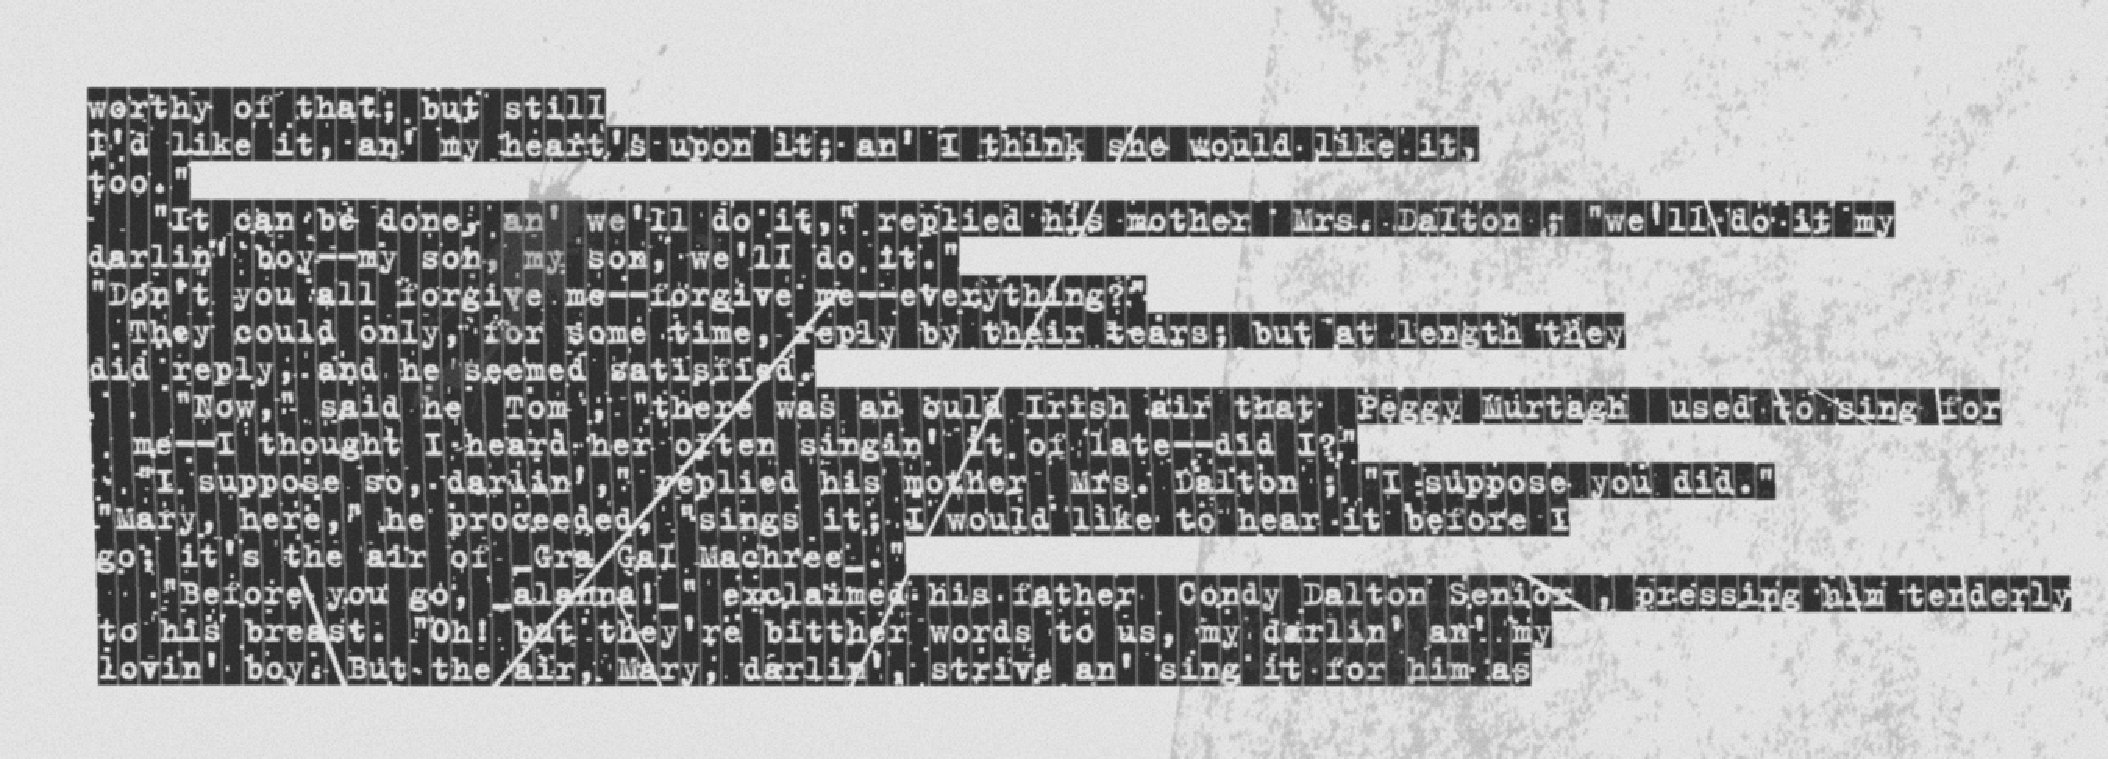 worthy of that; but still
I'd like it, an' my heart's upon it; an' I think she would like it,
too."
"It can be done, an' we'll do it," replied his mother Mrs. Dalton ; "we'll do it my
darlin' boy--my son, my son, we'll do it."
"Don't you all forgive me--forgive me--everything?"
They could only, for some time, reply by their tears; but at length they
did reply, and he seemed satisfied.
"Now," said he Tom ; "there was an ould Irish air that Peggy Murtagh used to sing for
me--I thought I heard her often singin' it of late--did I?"
"I suppose so, darlin'," replied his mother Mrs. Dalton ; "I suppose you did."
"Mary, here," he proceeded, "sings it; I would like to hear it before I
go; it's the air of _Gra Gal Machree_."
"Before you go, _alanna!_" exclaimed his father Condy Dalton Senior , pressing him tenderly
to his breast. "Oh! but they're bitther words to us, my darlin' an' my
lovin' boy. But the air, Mary, darlin', strive an' sing it for him as